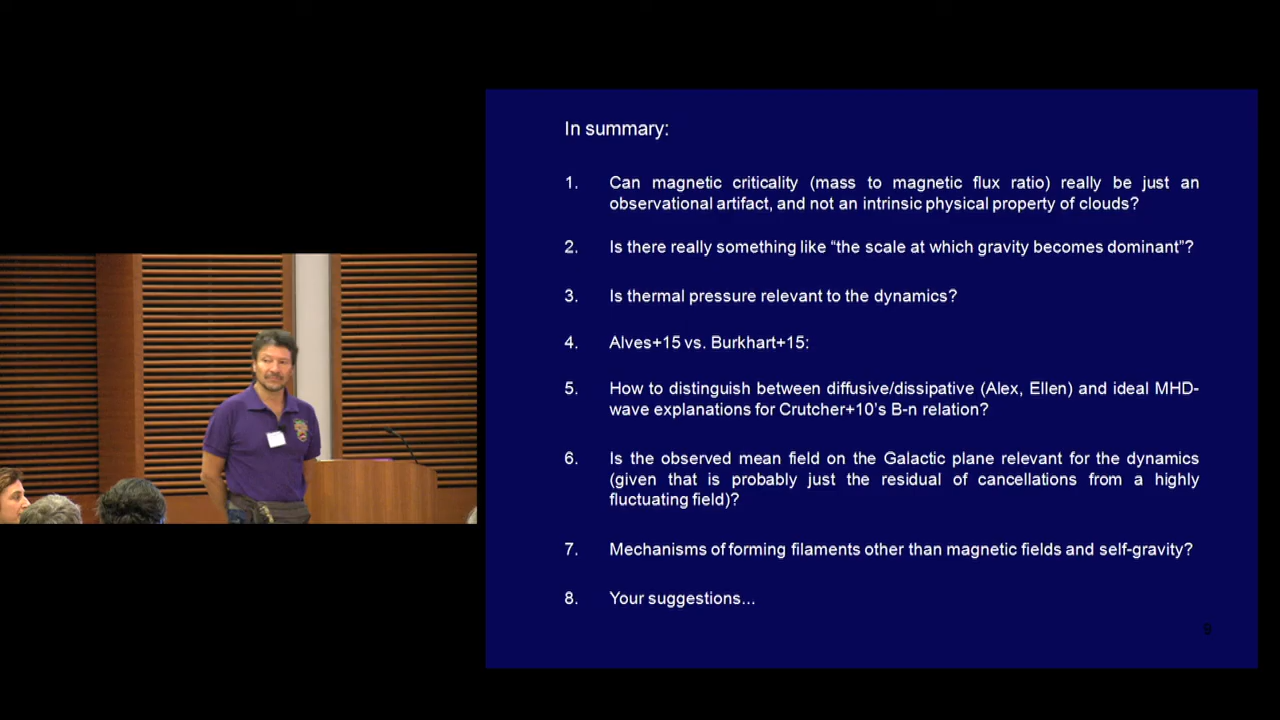 In summary:
1. Can magnetic criticality (mass to magnetic flux ratio) really be just an
observational artifact, and not an intrinsic physical property of clouds?
2. Is there really something like “the scale at which gravity becomes dominant”?
3. Is thermal pressure relevant to the dynamics?
4. Alves+15 vs. Burkhart+15:
5. How to distinguish between diffusive/dissipative (Alex, Ellen) and ideal MHD-
wave explanations for Crutcher+10’s B-n relation?
6. Is the observed mean field on the Galactic plane relevant for the dynamics
(given that is probably just the residual of cancellations from a highly
fluctuating field)?
7. Mechanisms of forming filaments other than magnetic fields and self-gravity?
8. Your suggestions...
9